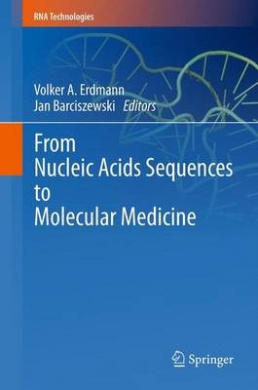 RNA Technologies
Volker A. Erdmann
Jan Barciszewski Editors
From
Nucleic Acids Sequences
to
Molecular Medicine
Springer